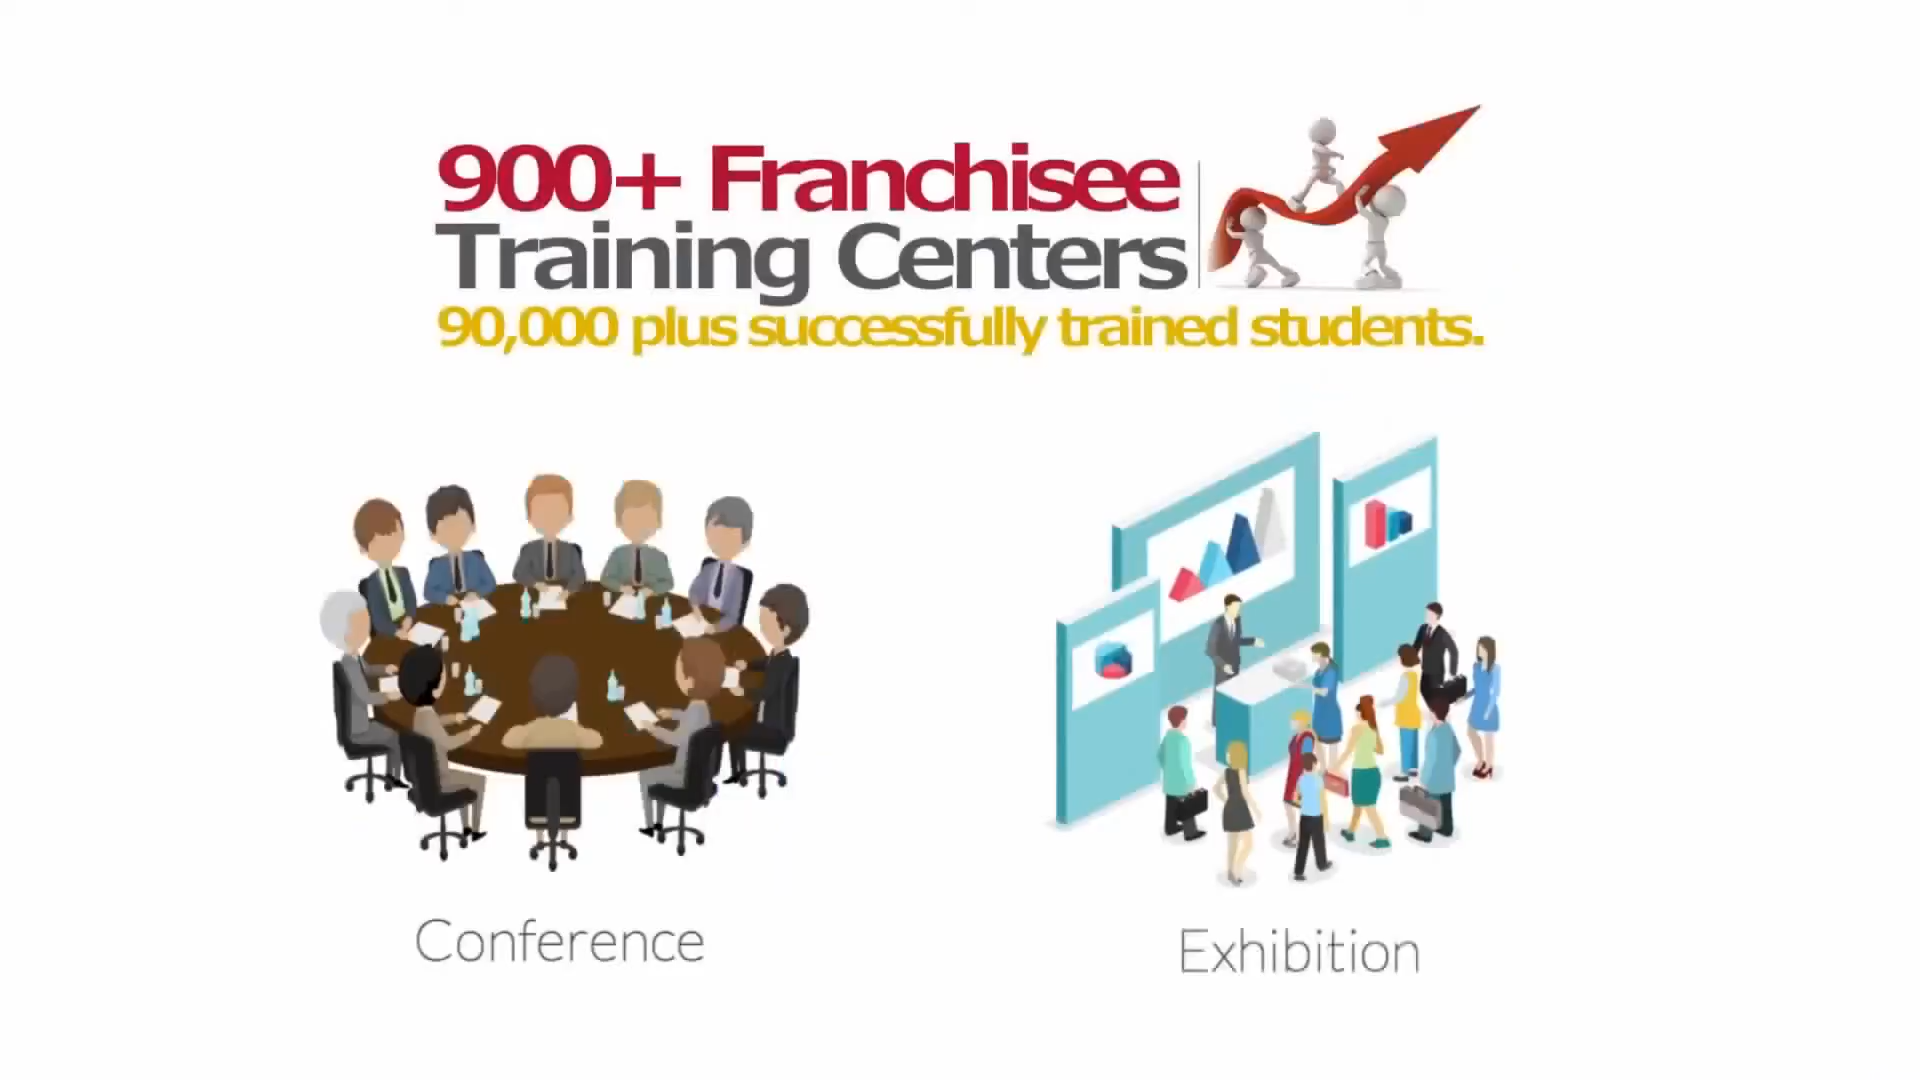 900+ Franchisee
Training Centers
90,000 plus successfully trained students.
Conference
Exhibition